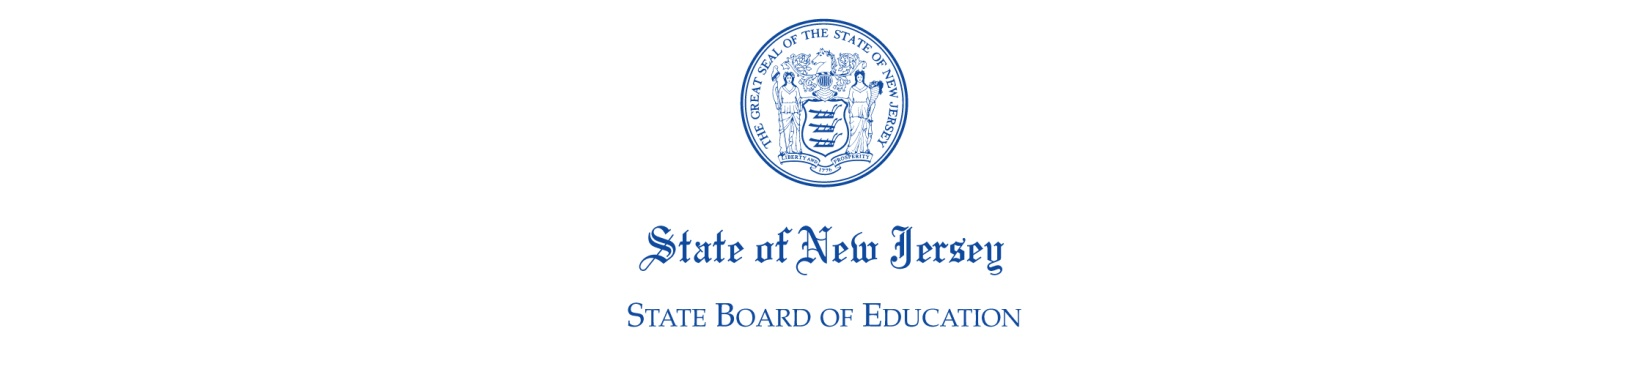 THE GREAT SEAL OF THE STATE OF NEW JERSEY
LIBERTY AND PROSPERITY
1776
State of New Jersey
STATE BOARD OF EDUCATION